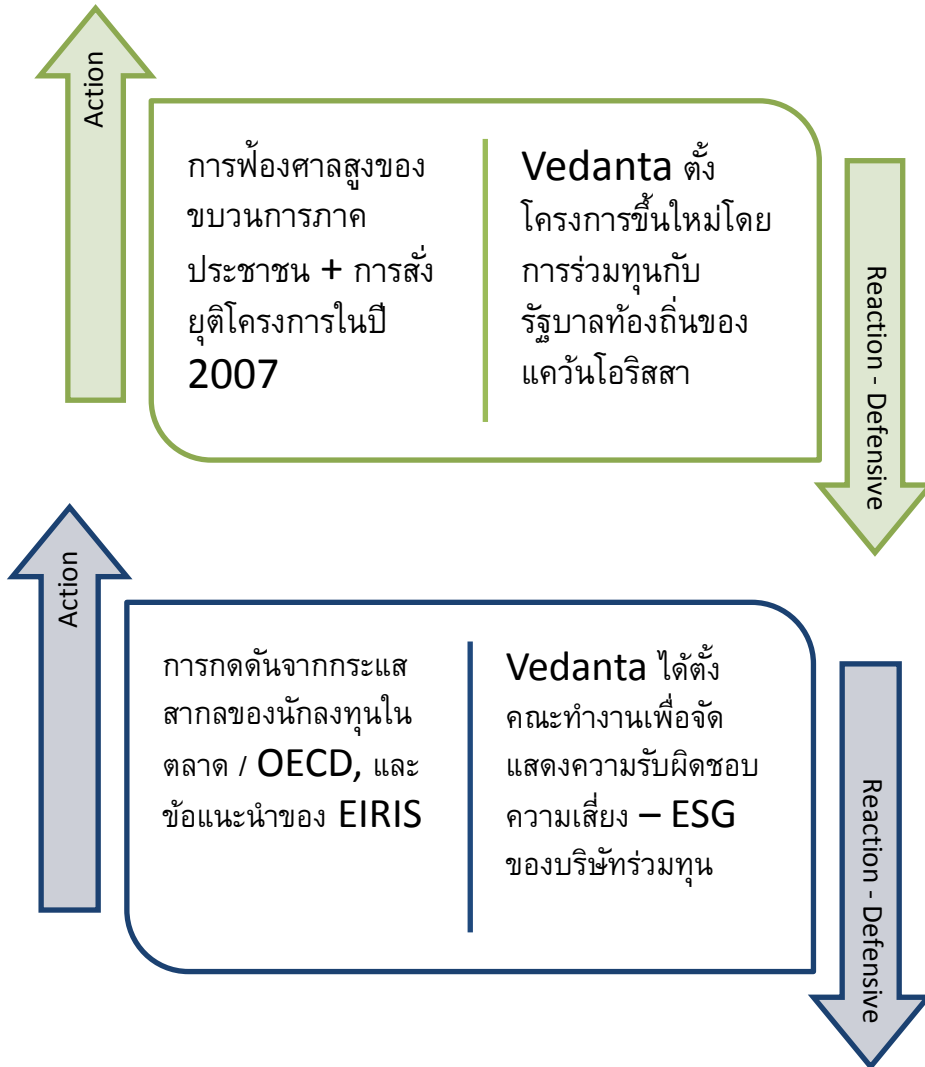 Action
การฟ้องศาลสูงของ
ขบวนการภาค
ประชาชน + การสั่ง
ยุติโครงการในปี
2007
Vedanta ตั้ง
โครงการขึ้นใหม่โดย
การร่วมทุนกับ
รัฐบาลท้องถิ่นของ
แคว้นโอริสสา
Reaction - Defensive
Action
การกดดันจากกระแส
สากลของนักลงทุนใน
ตลาด / OECD, และ
ข้อแนะนำของ EIRIS
Vedanta ได้ตั้ง
คณะทำงานเพื่อจัด
แสดงความรับผิดชอบ
ความเสี่ยง – ESG
ของบริษัทร่วมทุน
Reaction - Defensive